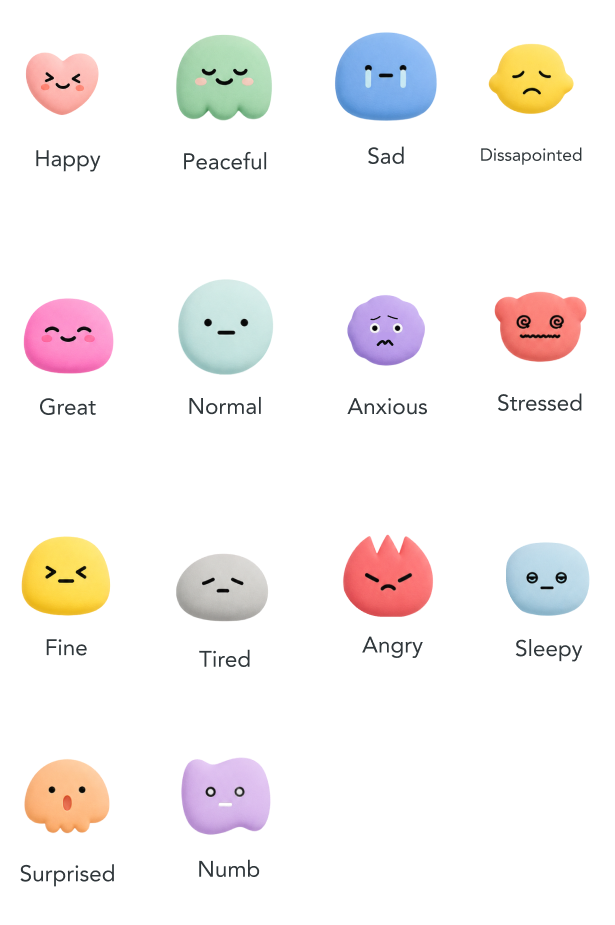 Happy
Peaceful
Sad
Dissapointed
Great
Normal
Anxious
Stressed
Fine
Tired
Angry
Sleepy
Surprised
Numb